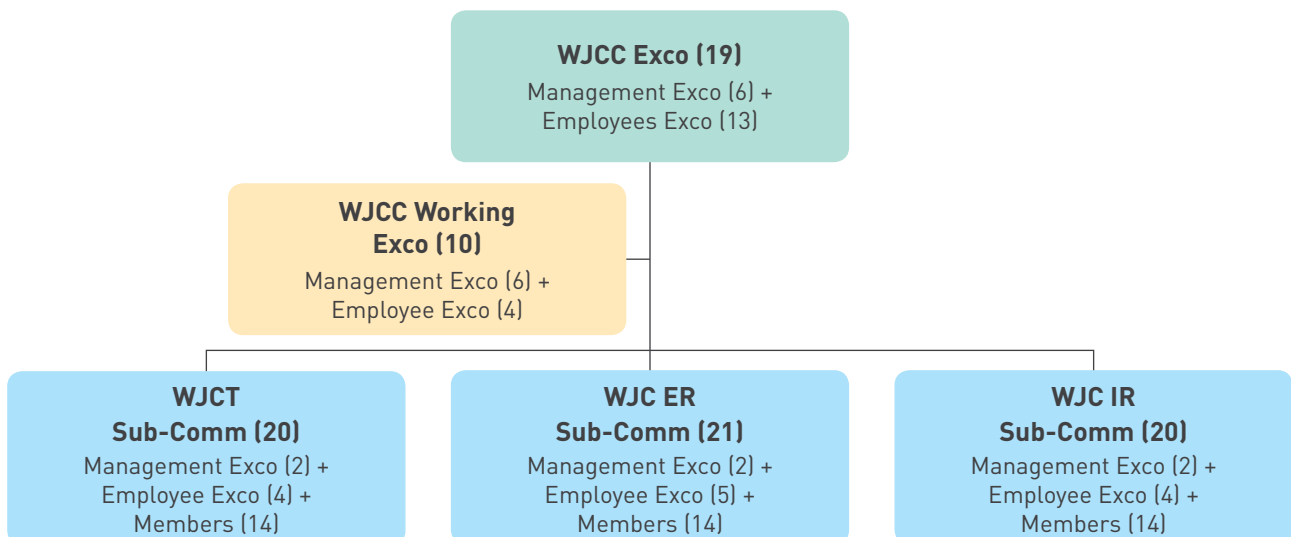 WJCC Exco (19)
Management Exco (6) +
Employees Exco (13)
WJCC Working
Exco (10)
Management Exco (6) +
Employee Exco (4)
WJCT
Sub-Comm (20)
Management Exco (2) +
Employee Exco (4) +
Members (14)
WJC ER
Sub-Comm (21)
Management Exco (2) +
Employee Exco (5) +
Members (14)
WJC IR
Sub-Comm (20)
Management Exco (2) +
Employee Exco (4) +
Members (14)